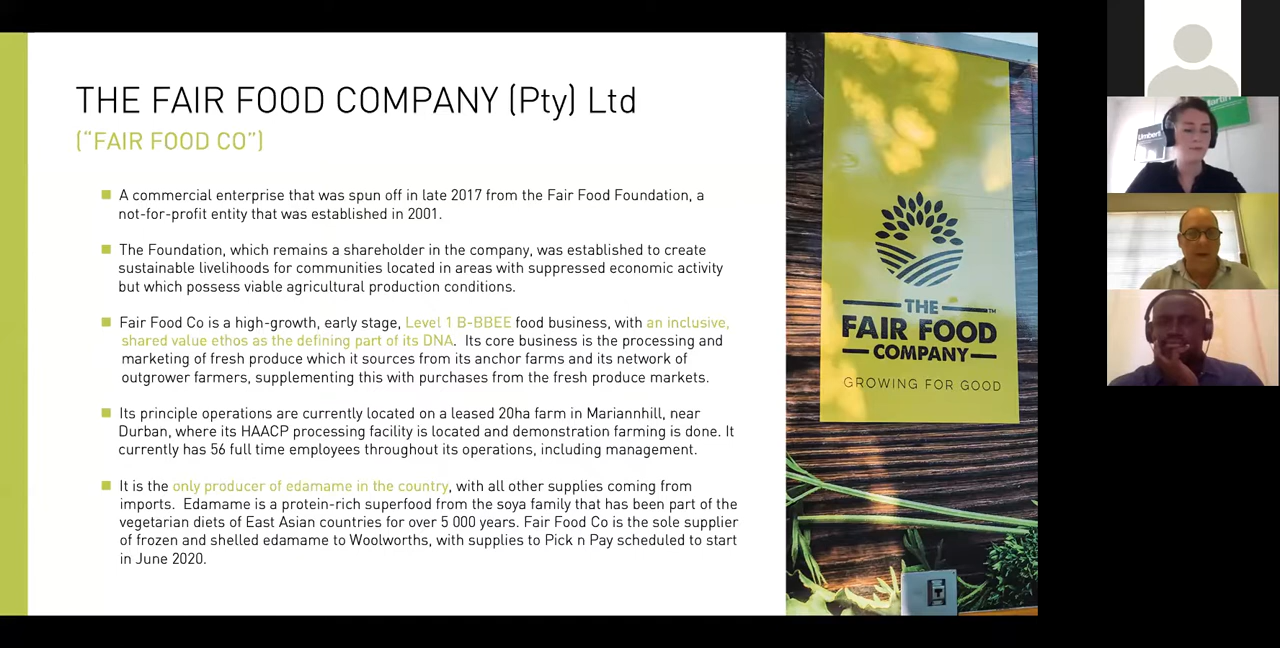 THE FAIR FOOD COMPANY (Pty) Ltd
("FAIR FOOD CO")
A commercial enterprise that was spun off in late 2017 from the Fair Food Foundation, a
not-for-profit entity that was established in 2001.
The Foundation, which remains a shareholder in the company, was established to create
sustainable livelihoods for communities located in areas with suppressed economic activity
but which possess viable agricultural production conditions.
Fair Food Co is a high-growth, early stage, Level 1 B-BBEE food business, with an inclusive,
shared value ethos as the defining part of its DNA. Its core business is the processing and
marketing of fresh produce which it sources from its anchor farms and its network of
outgrower farmers, supplementing this with purchases from the fresh produce markets.
Its principle operations are currently located on a leased 20ha farm in Mariannhill, near
Durban, where its HAACP processing facility is located and demonstration farming is done. It
currently has 56 full time employees throughout its operations, including management.
It is the only producer of edamame in the country, with all other supplies coming from
imports. Edamame is a protein-rich superfood from the soya family that has been part of the
vegetarian diets of East Asian countries for over 5 000 years. Fair Food Co is the sole supplier
of frozen and shelled edamame to Woolworths, with supplies to Pick n Pay scheduled to start
in June 2020.
THE
FAIR FOOD
COMPANY
TM
GROWING FOR GOOD